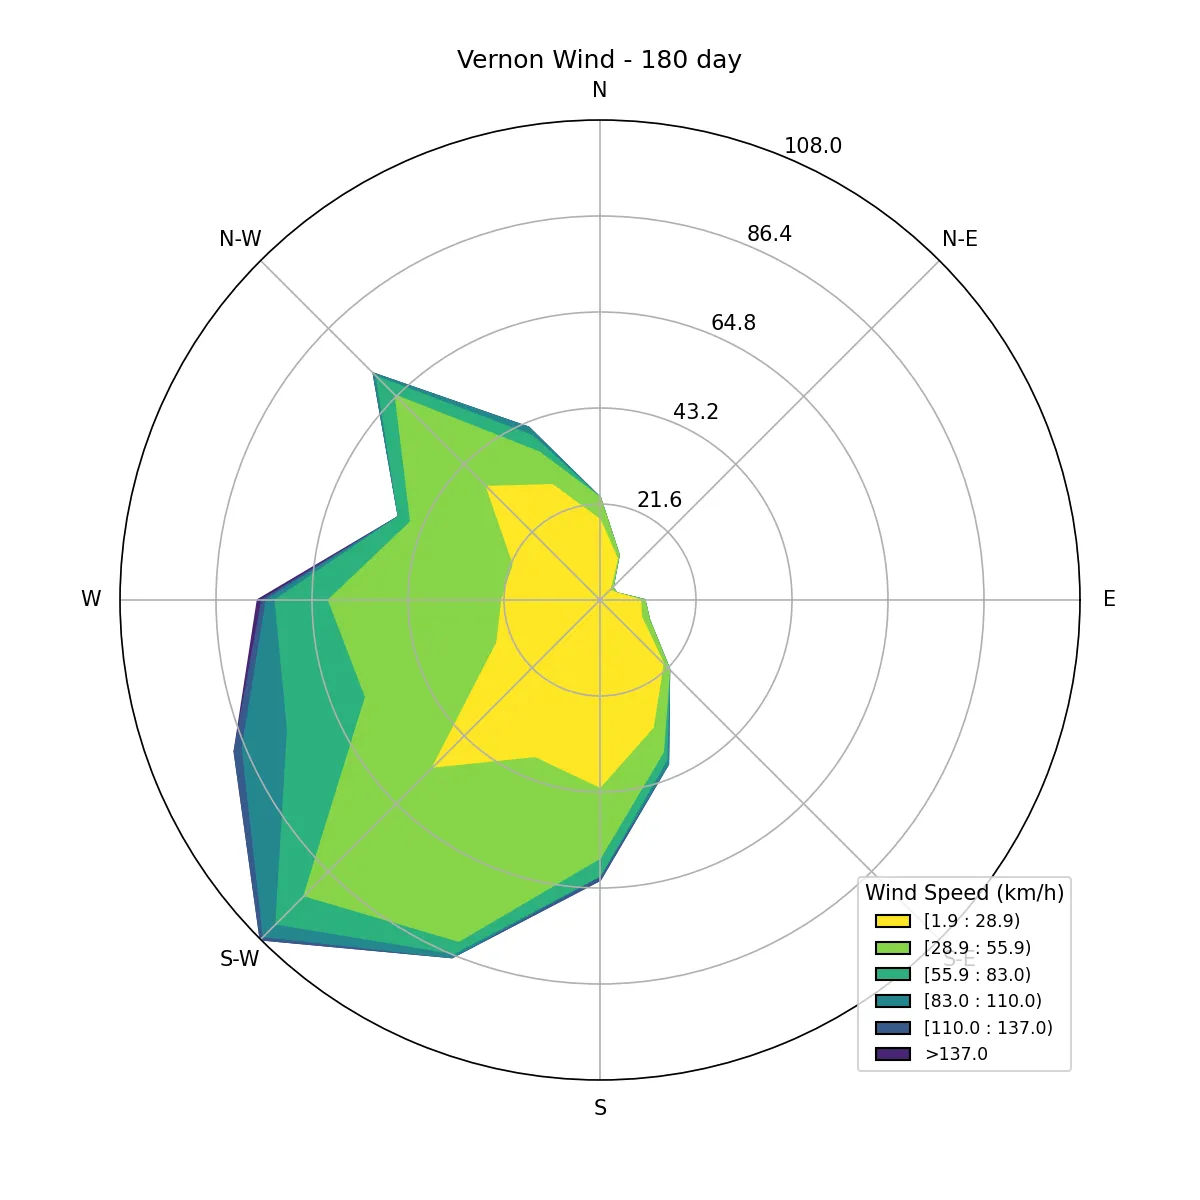 Vernon Wind - 180 day
N
108.0
N-W
86.4
N-E
64.8
43.2
21.6
W
E
Wind Speed (km/h)
[1.9 : 28.9)
[28.9 : 55.9)
S-W
S-E
[55.9 : 83.0)
[83.0 : 110.0)
[110.0 : 137.0)
>137.0
S